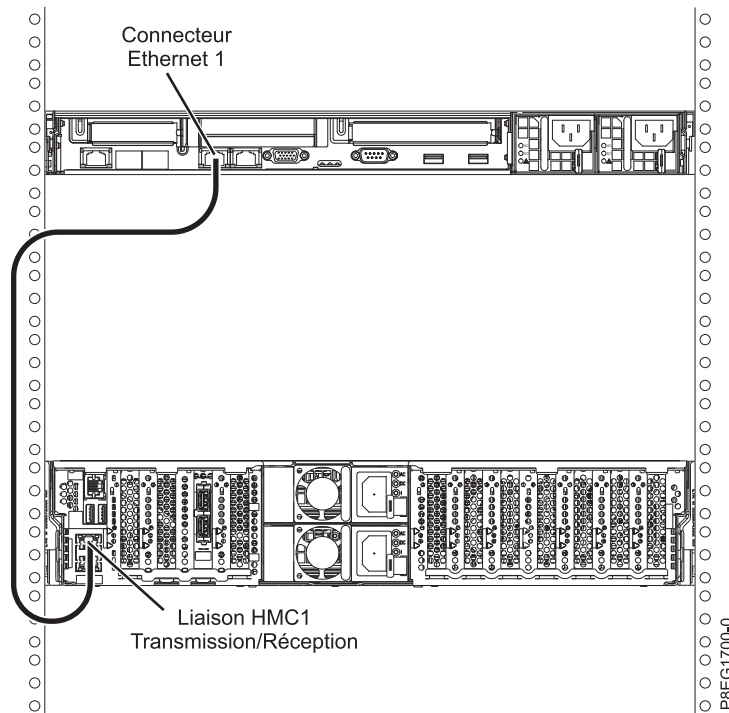 Connecteur
Ethernet 1
Liaison HMC1
Transmission/Réception
P8EG1700-0